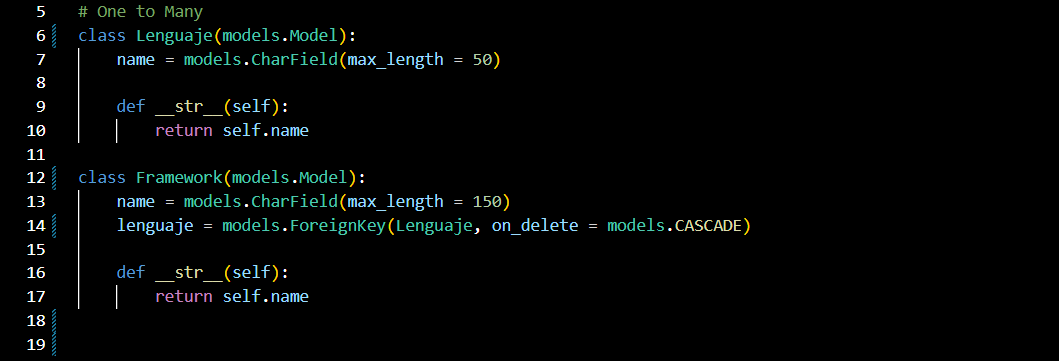 5 # One to Many
6 class Lenguaje(models.Model):
7     name = models.CharField(max_length = 50)
8
9     def __str__(self):
10         return self.name
11
12 class Framework(models.Model):
13     name = models.CharField(max_length = 150)
14     lenguaje = models.ForeignKey(Lenguaje, on_delete = models.CASCADE)
15
16     def __str__(self):
17         return self.name
18
19